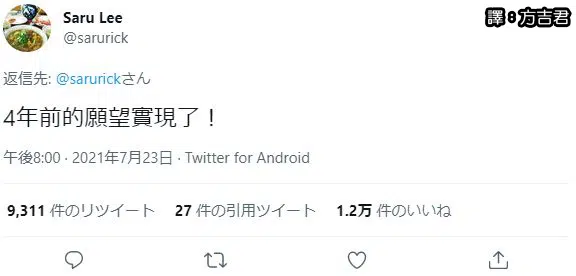 Saru Lee
譯8方吉君
@sarurick
返信先: @sarurickさん
4年前的願望實現了！
午後8:00 · 2021年7月23日 · Twitter for Android
9,311 件のリツイート 27 件の引用ツイート 1.2万 件のいいね